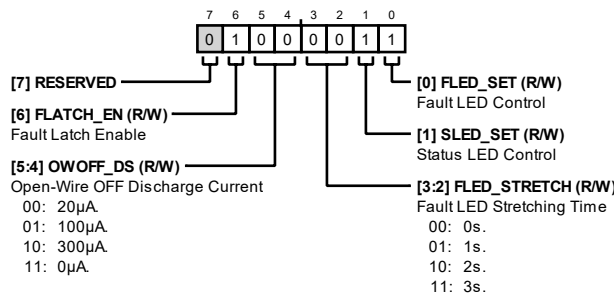 7 6 5 4 3 2 1 0
0 1 0 0 0 0 1 1
[7] RESERVED
[6] FLATCH_EN (R/W)
Fault Latch Enable
[5:4] OWOFF_DS (R/W)
Open-Wire OFF Discharge Current
00: 20µA.
01: 100µA.
10: 300µA.
11: 0µA.
[0] FLED_SET (R/W)
Fault LED Control
[1] SLED_SET (R/W)
Status LED Control
[3:2] FLED_STRETCH (R/W)
Fault LED Stretching Time
00: 0s.
01: 1s.
10: 2s.
11: 3s.